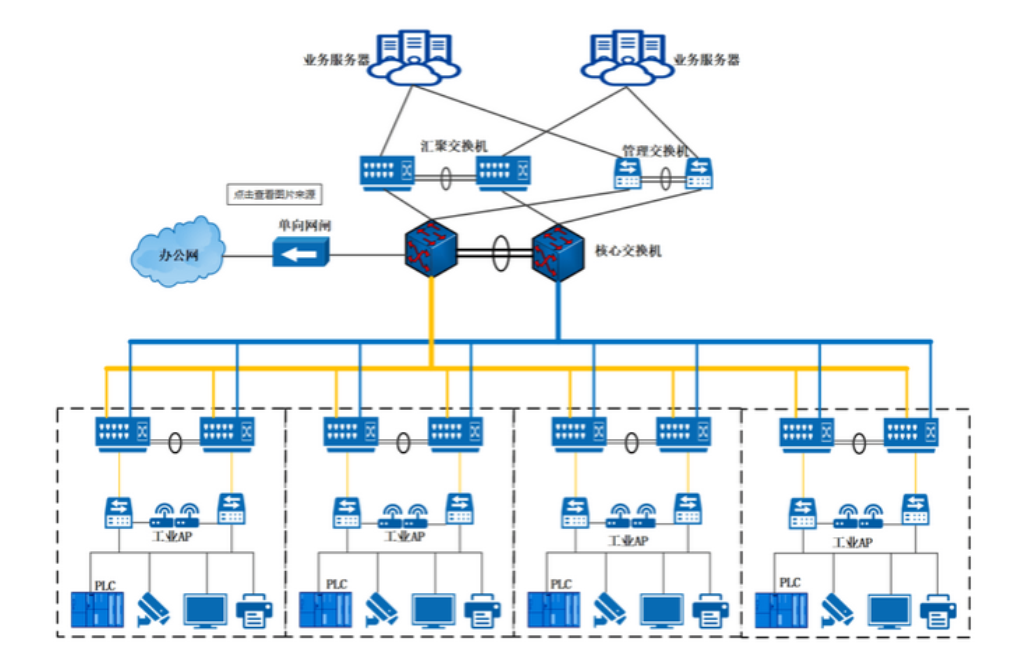 业务服务器
业务服务器
汇聚交换机
管理交换机
点击查看图片来源
单向网闸
办公网
核心交换机
工业AP
工业AP
工业AP
工业AP
PLC
PLC
PLC
PLC